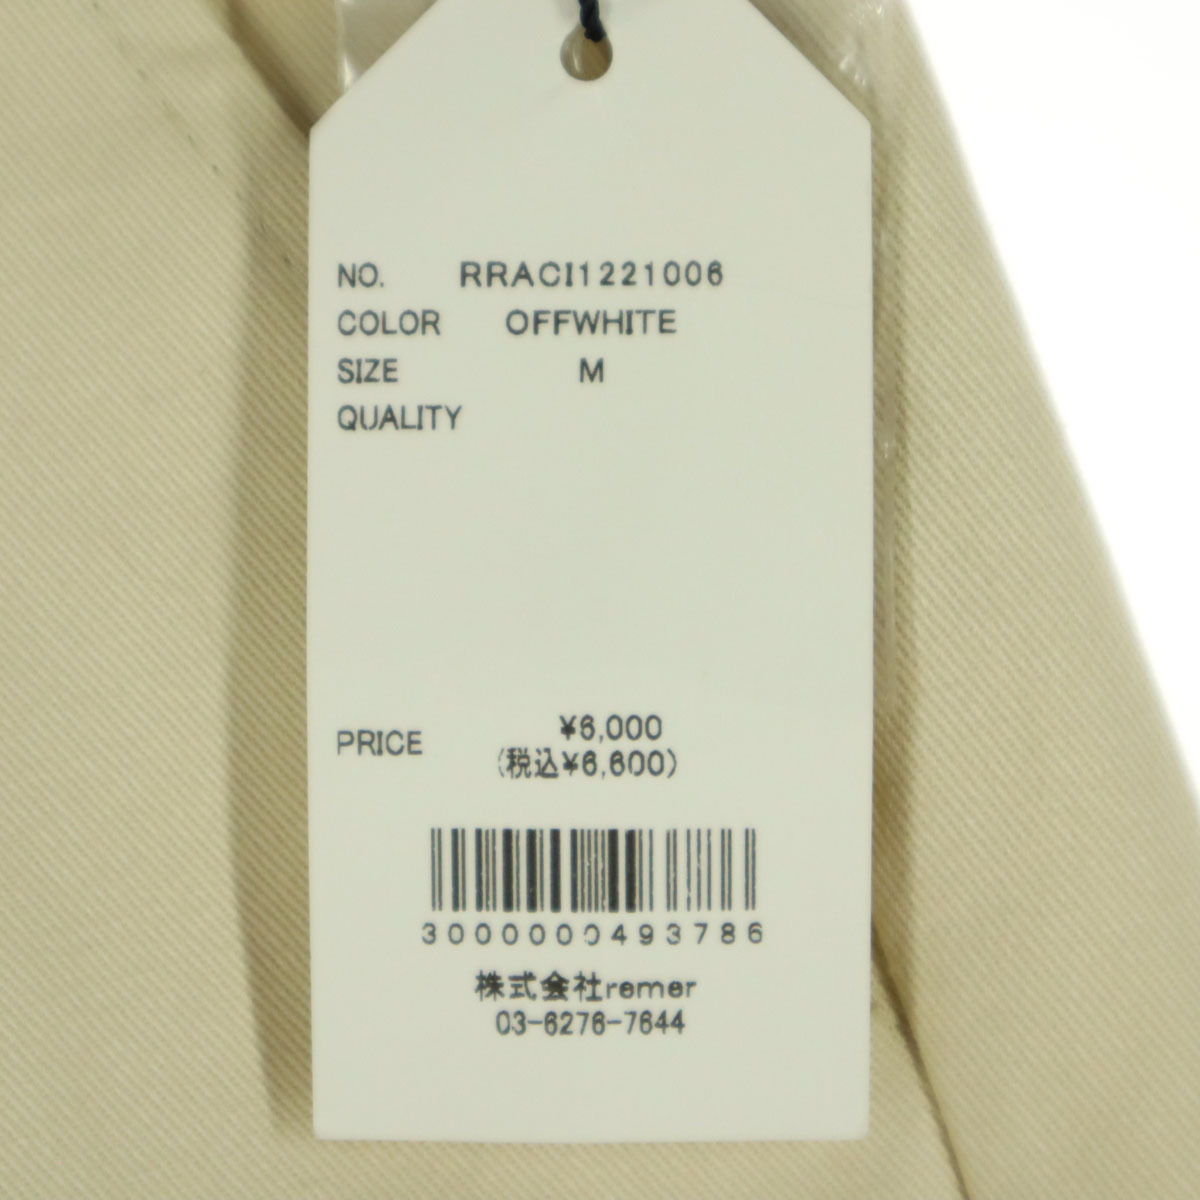 NO. RRACI1221006
COLOR OFFWHITE
SIZE M
QUALITY
PRICE ¥6,000
(税込¥6,600)
3000000493786
株式会社remer
03-6276-7644